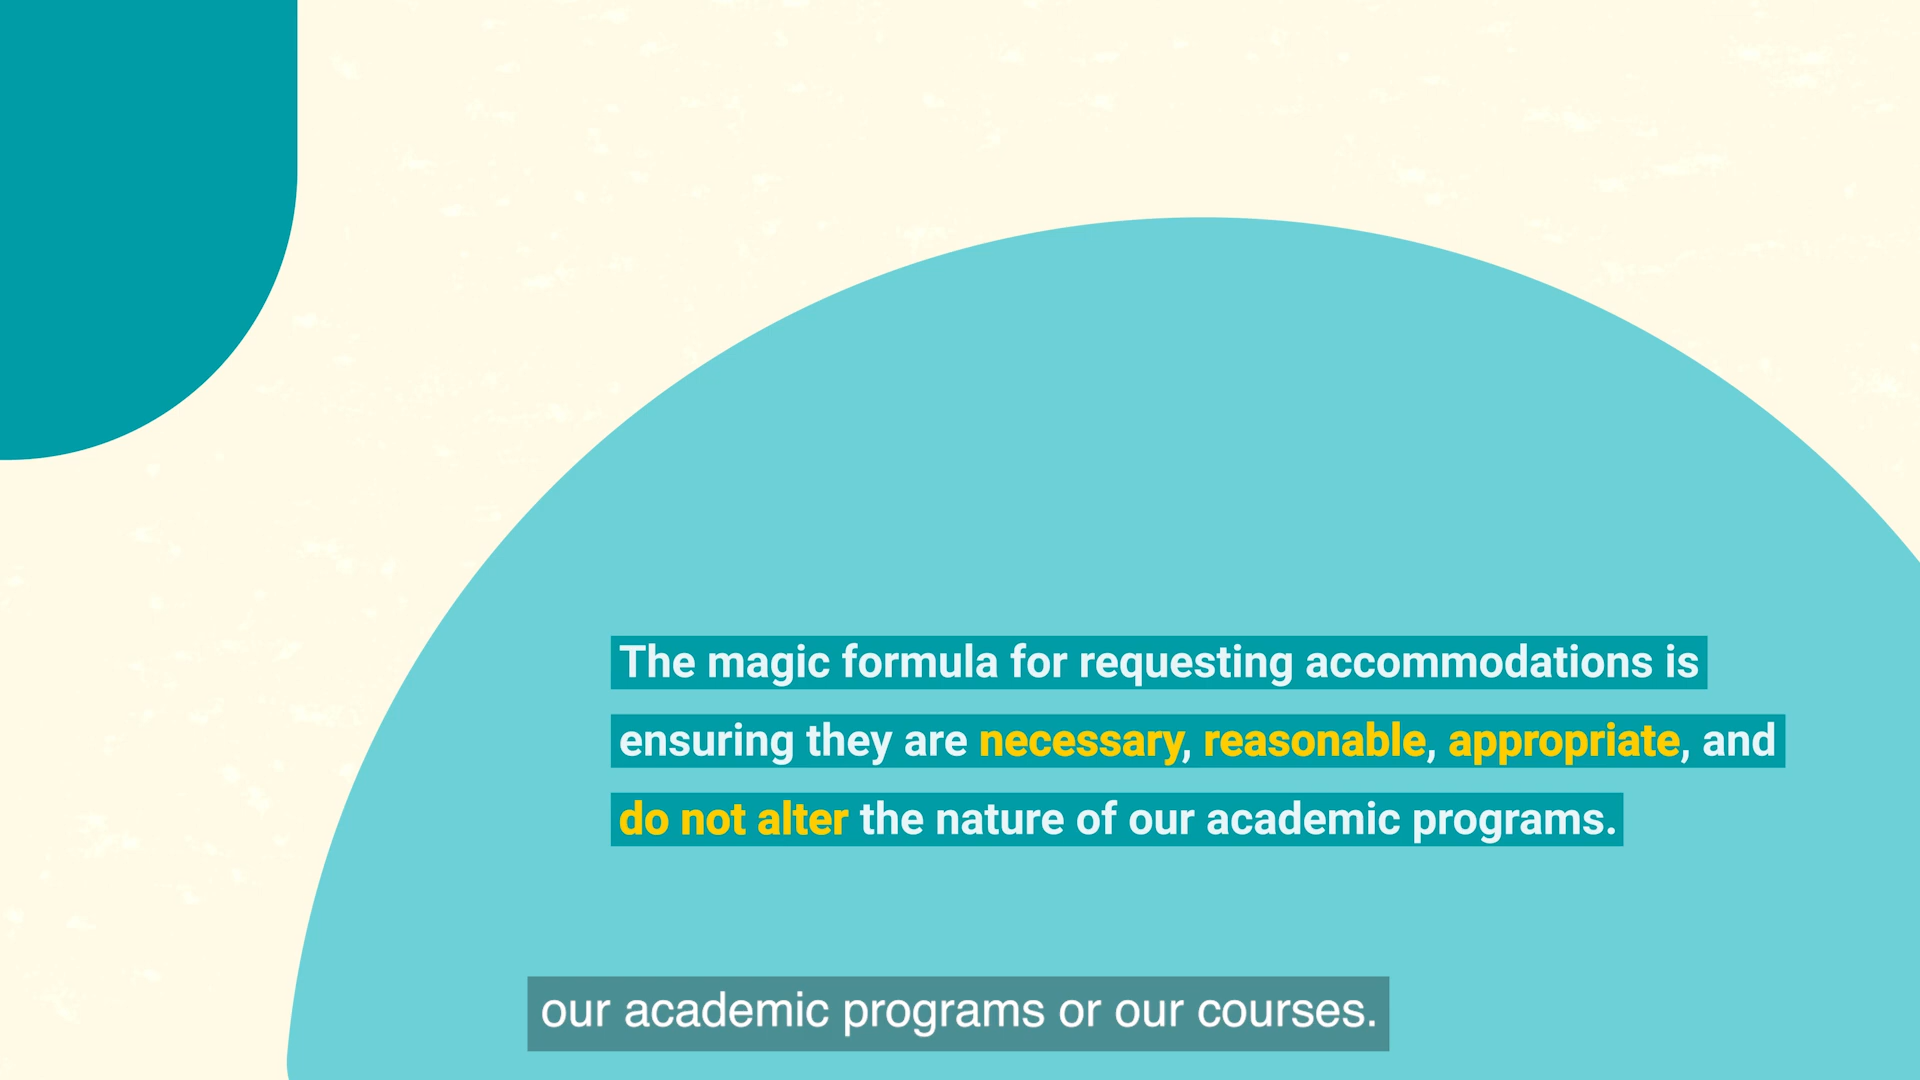 The magic formula for requesting accommodations is
ensuring they are necessary, reasonable, appropriate, and
do not alter the nature of our academic programs.
our academic programs or our courses.